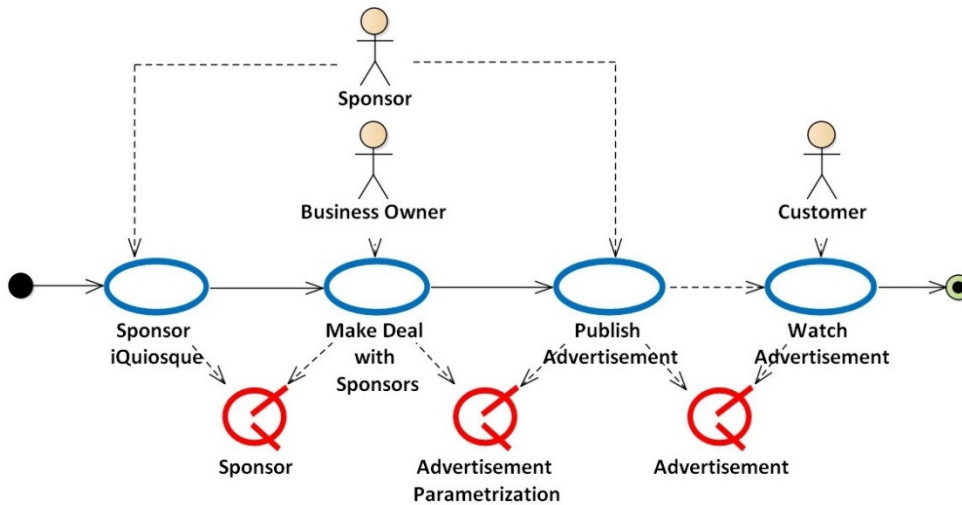 Sponsor
Business Owner
Customer
Sponsor
iQuiosque
Make Deal
with
Sponsors
Publish
Advertisement
Watch
Advertisement
Sponsor
Advertisement
Parametrization
Advertisement